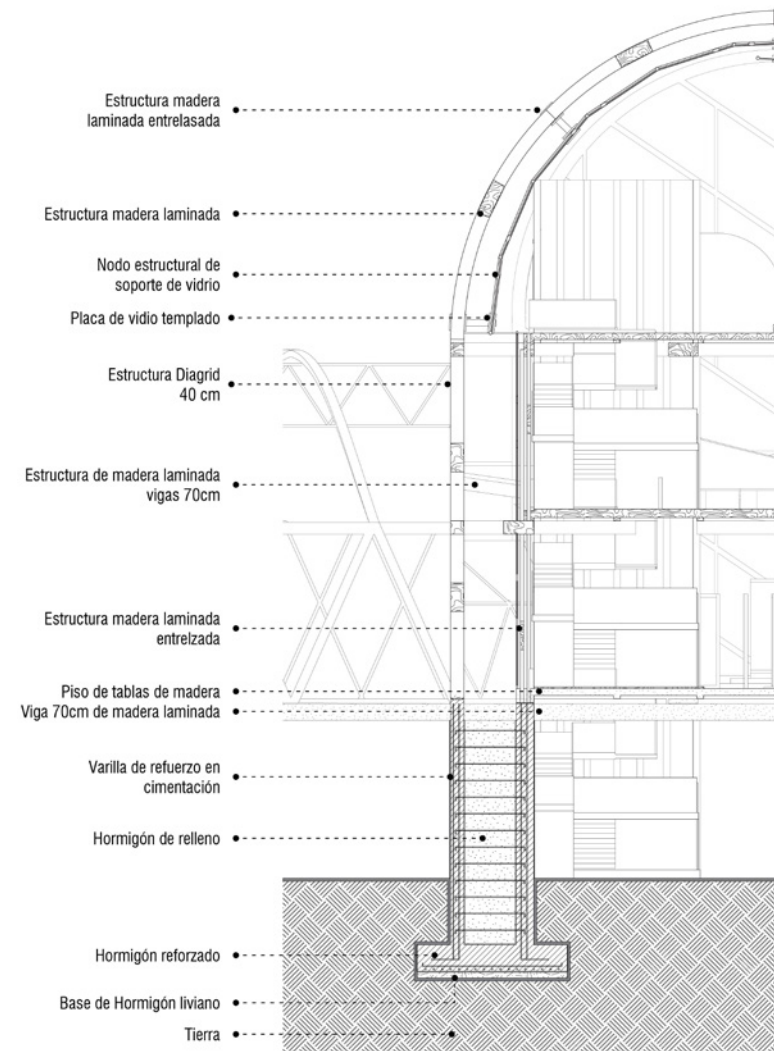 Estructura madera
laminada entrelasada
Estructura madera laminada
Nodo estructural de
soporte de vidrio
Placa de vidio templado
Estructura Diagrid
40 cm
Estructura de madera laminada
vigas 70cm
Estructura madera laminada
entrelzada
Piso de tablas de madera
Viga 70cm de madera laminada
Varilla de refuerzo en
cimentación
Hormigón de relleno
Hormigón reforzado
Base de Hormigón liviano
Tierra